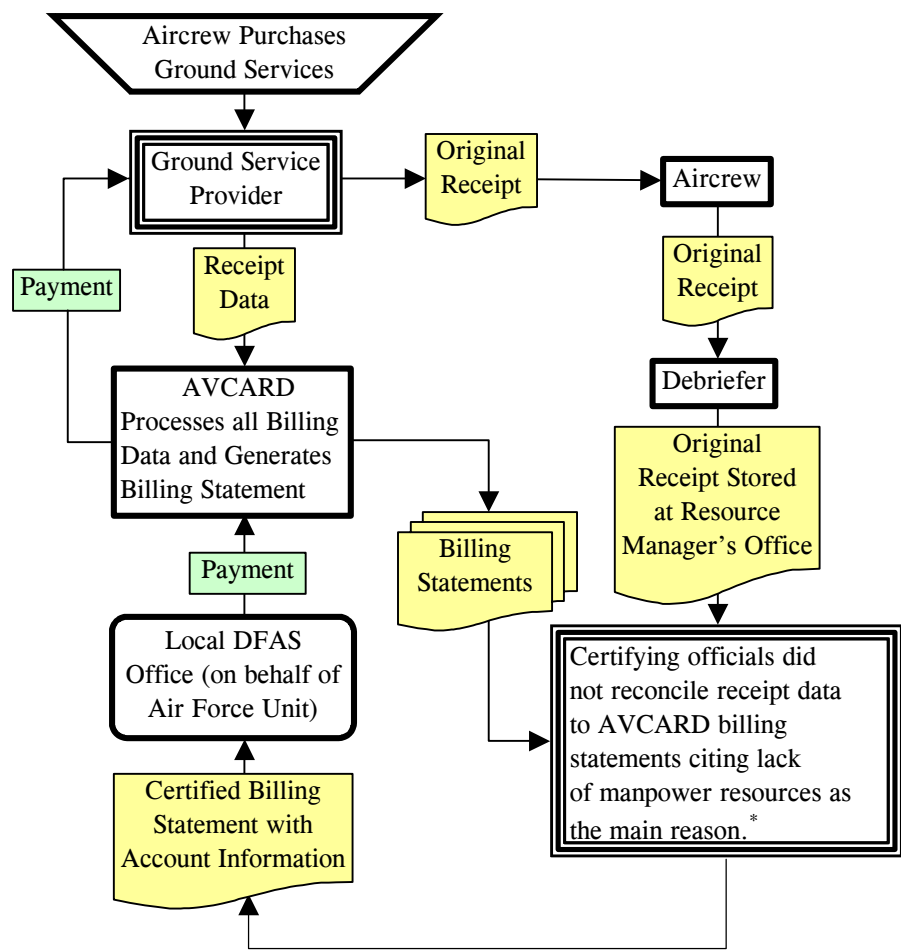 Aircrew Purchases
Ground Services
Ground Service
Provider
Original
Receipt
Aircrew
Payment
Receipt
Data
Original
Receipt
Debriefer
AVCARD
Processes all Billing
Data and Generates
Billing Statement
Original
Receipt Stored
at Resource
Manager's Office
Billing
Statements
Payment
Local DFAS
Office (on behalf of
Air Force Unit)
Certifying officials did
not reconcile receipt data
to AVCARD billing
statements citing lack
of manpower resources as
the main reason.*
Certified Billing
Statement with
Account Information